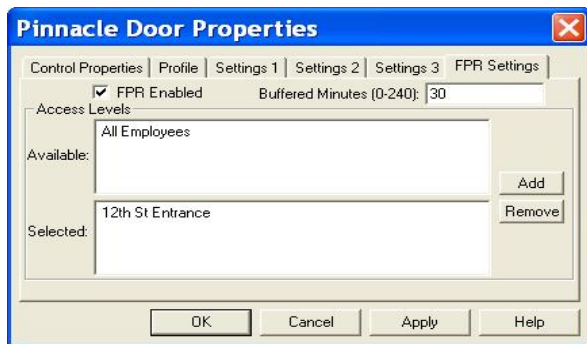 Pinnacle Door Properties
Control Properties Profile Settings 1 Settings 2 Settings 3 FPR Settings
FPR Enabled Buffered Minutes (0-240): 30
Access Levels
All Employees
Available:
Add
12th St Entrance Remove
Selected:
OK Cancel Apply Help